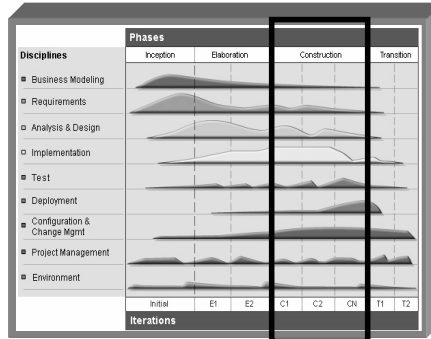 Phases
Disciplines
Inception Elaboration Construction Transition
Business Modeling
Requirements
Analysis & Design
Implementation
Test
Deployment
Configuration &
Change Mgmt
Project Management
Environment
Initial E1 E2 C1 C2 CN T1 T2
Iterations